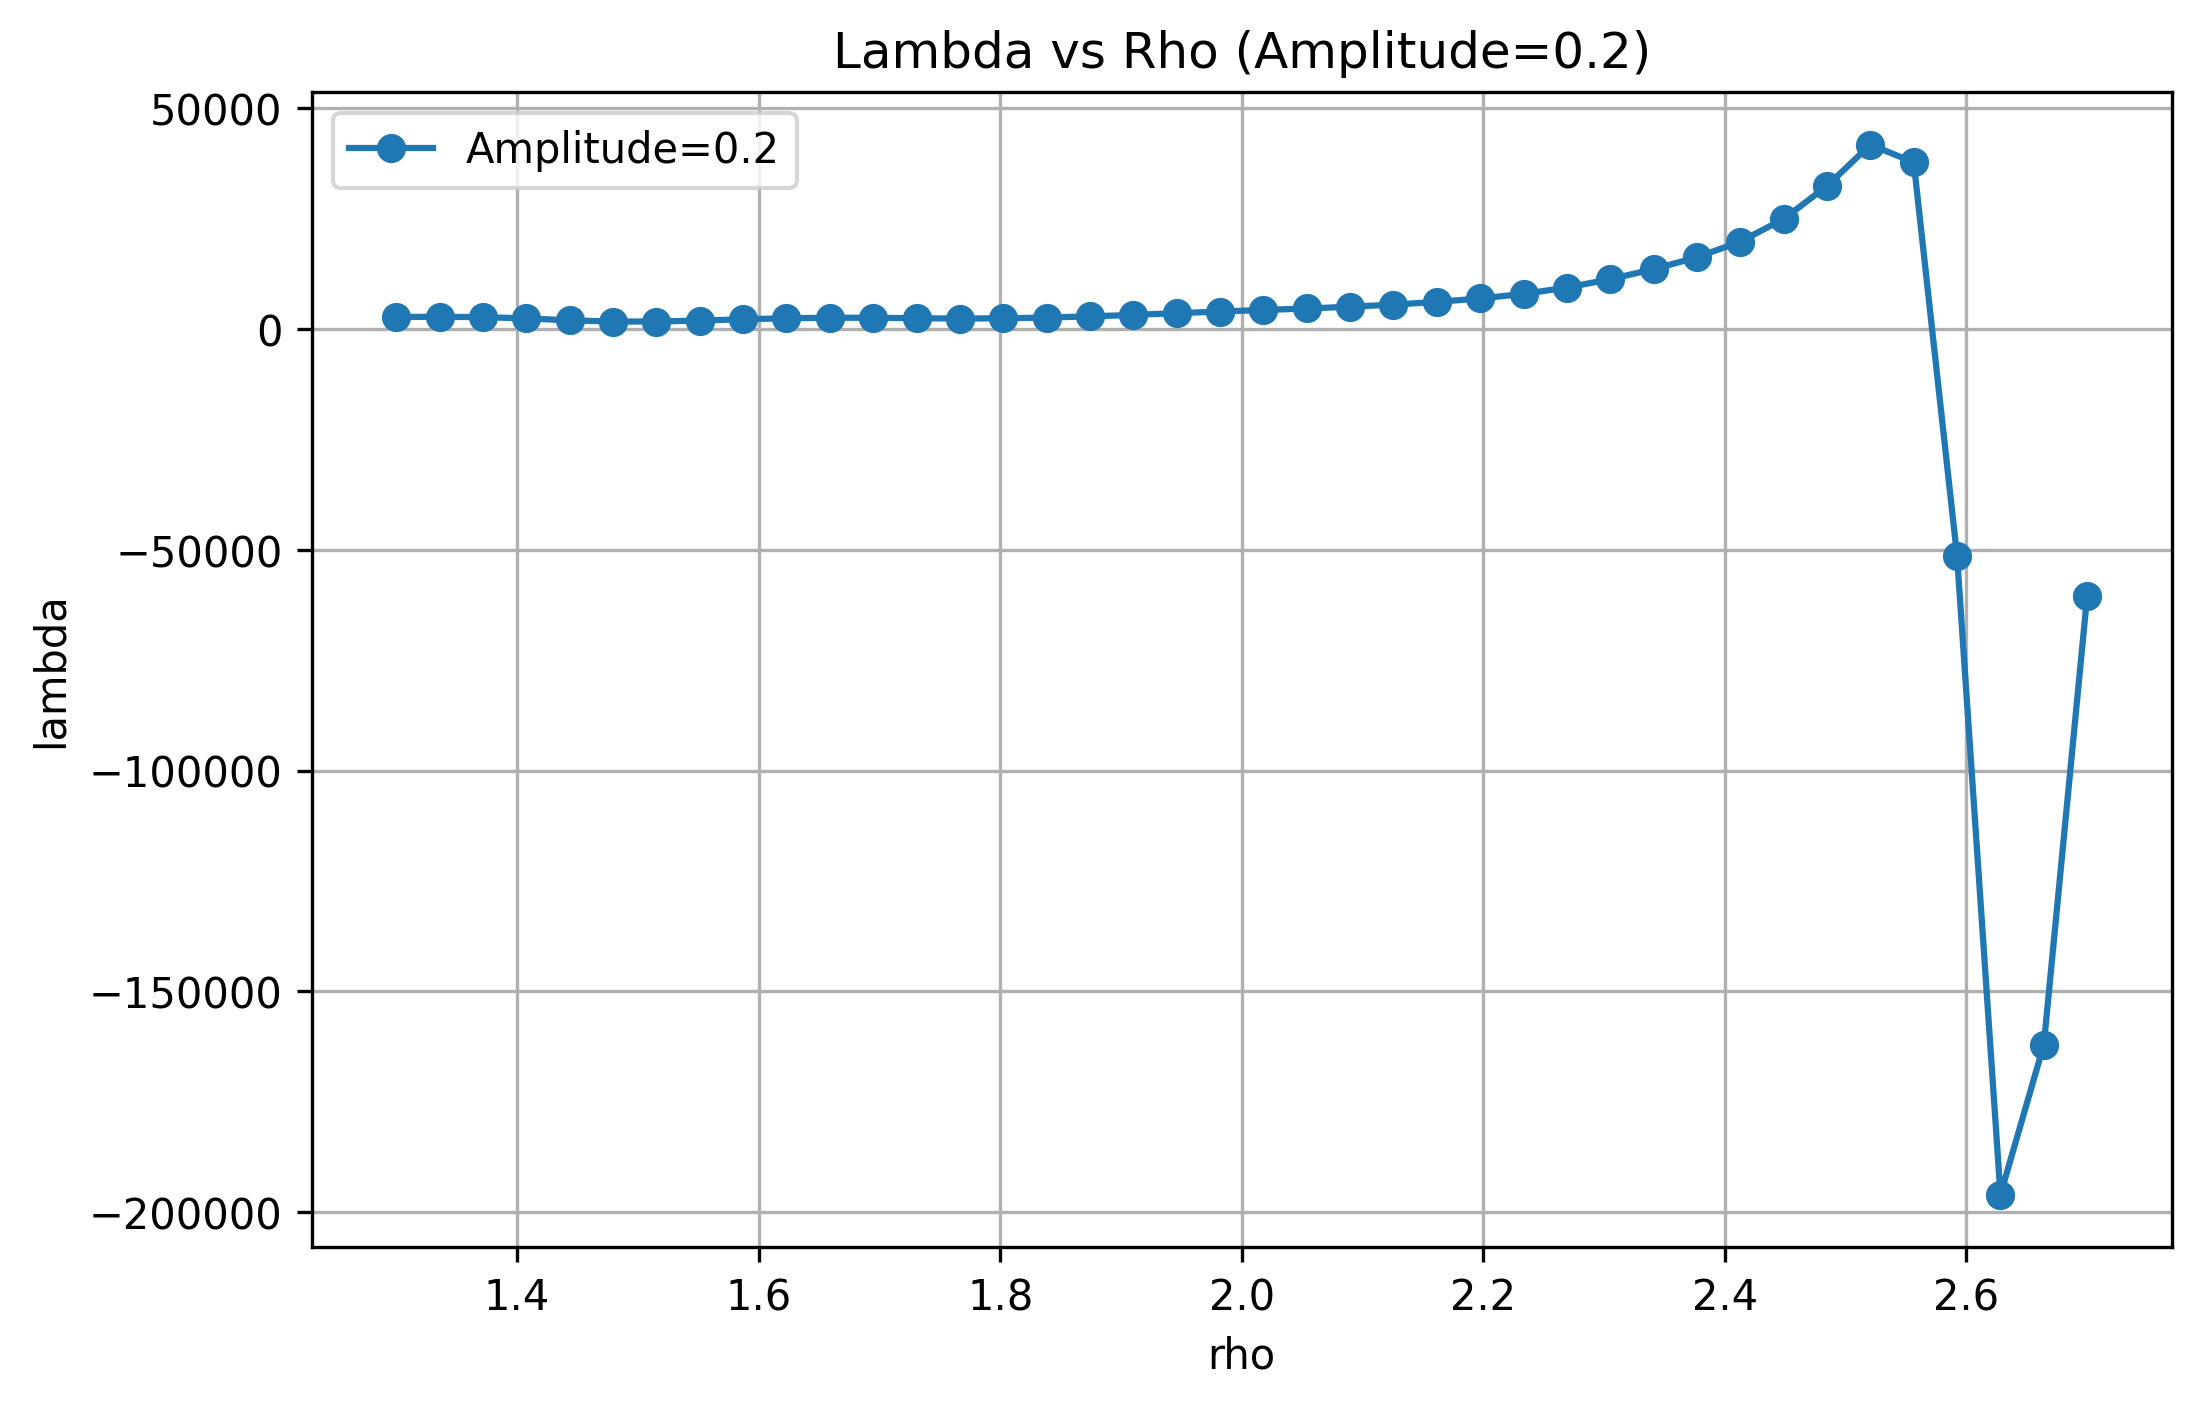 Lambda vs Rho (Amplitude=0.2)
Amplitude=0.2
50000
0
−50000
−100000
−150000
−200000
lambda
1.4 1.6 1.8 2.0 2.2 2.4 2.6
rho